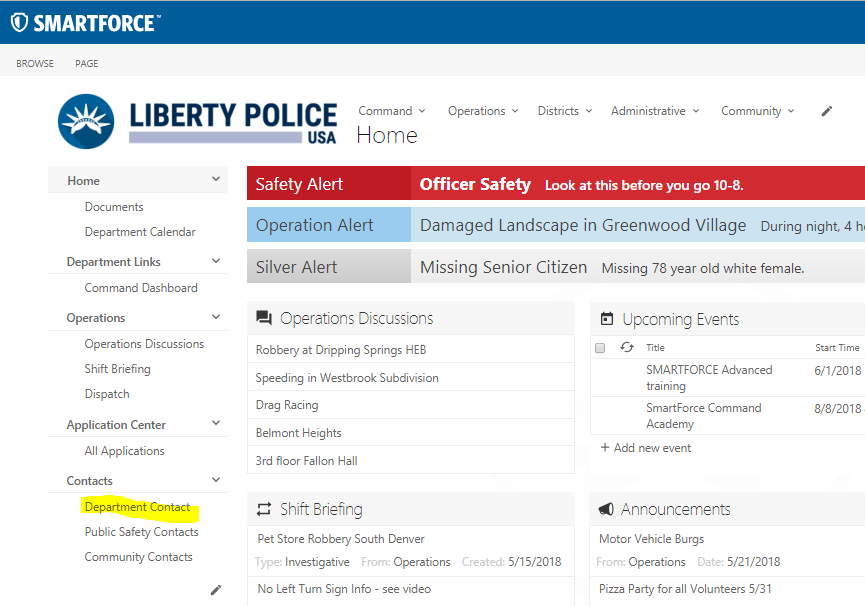 SMARTFORCE™
BROWSE PAGE
LIBERTY POLICE
USA
Command Operations Districts Administrative Community
Home
Home
Documents
Department Calendar
Department Links
Command Dashboard
Operations
Operations Discussions
Shift Briefing
Dispatch
Application Center
All Applications
Contacts
Department Contact
Public Safety Contacts
Community Contacts
Safety Alert Officer Safety Look at this before you go 10-8.
Operation Alert Damaged Landscape in Greenwood Village During night, 4
Silver Alert Missing Senior Citizen Missing 78 year old white female.
Operations Discussions
Robbery at Dripping Springs HEB
Speeding in Westbrook Subdivision
Drag Racing
Belmont Heights
3rd floor Fallon Hall
Upcoming Events
Title Start Time
SMARTFORCE Advanced 6/1/2018
training
SmartForce Command 8/8/2018
Academy
+ Add new event
Shift Briefing
Pet Store Robbery South Denver
Type: Investigative From: Operations Created: 5/15/2018
No Left Turn Sign Info - see video
Announcements
Motor Vehicle Burgs
From: Operations Date: 5/21/2018
Pizza Party for all Volunteers 5/31